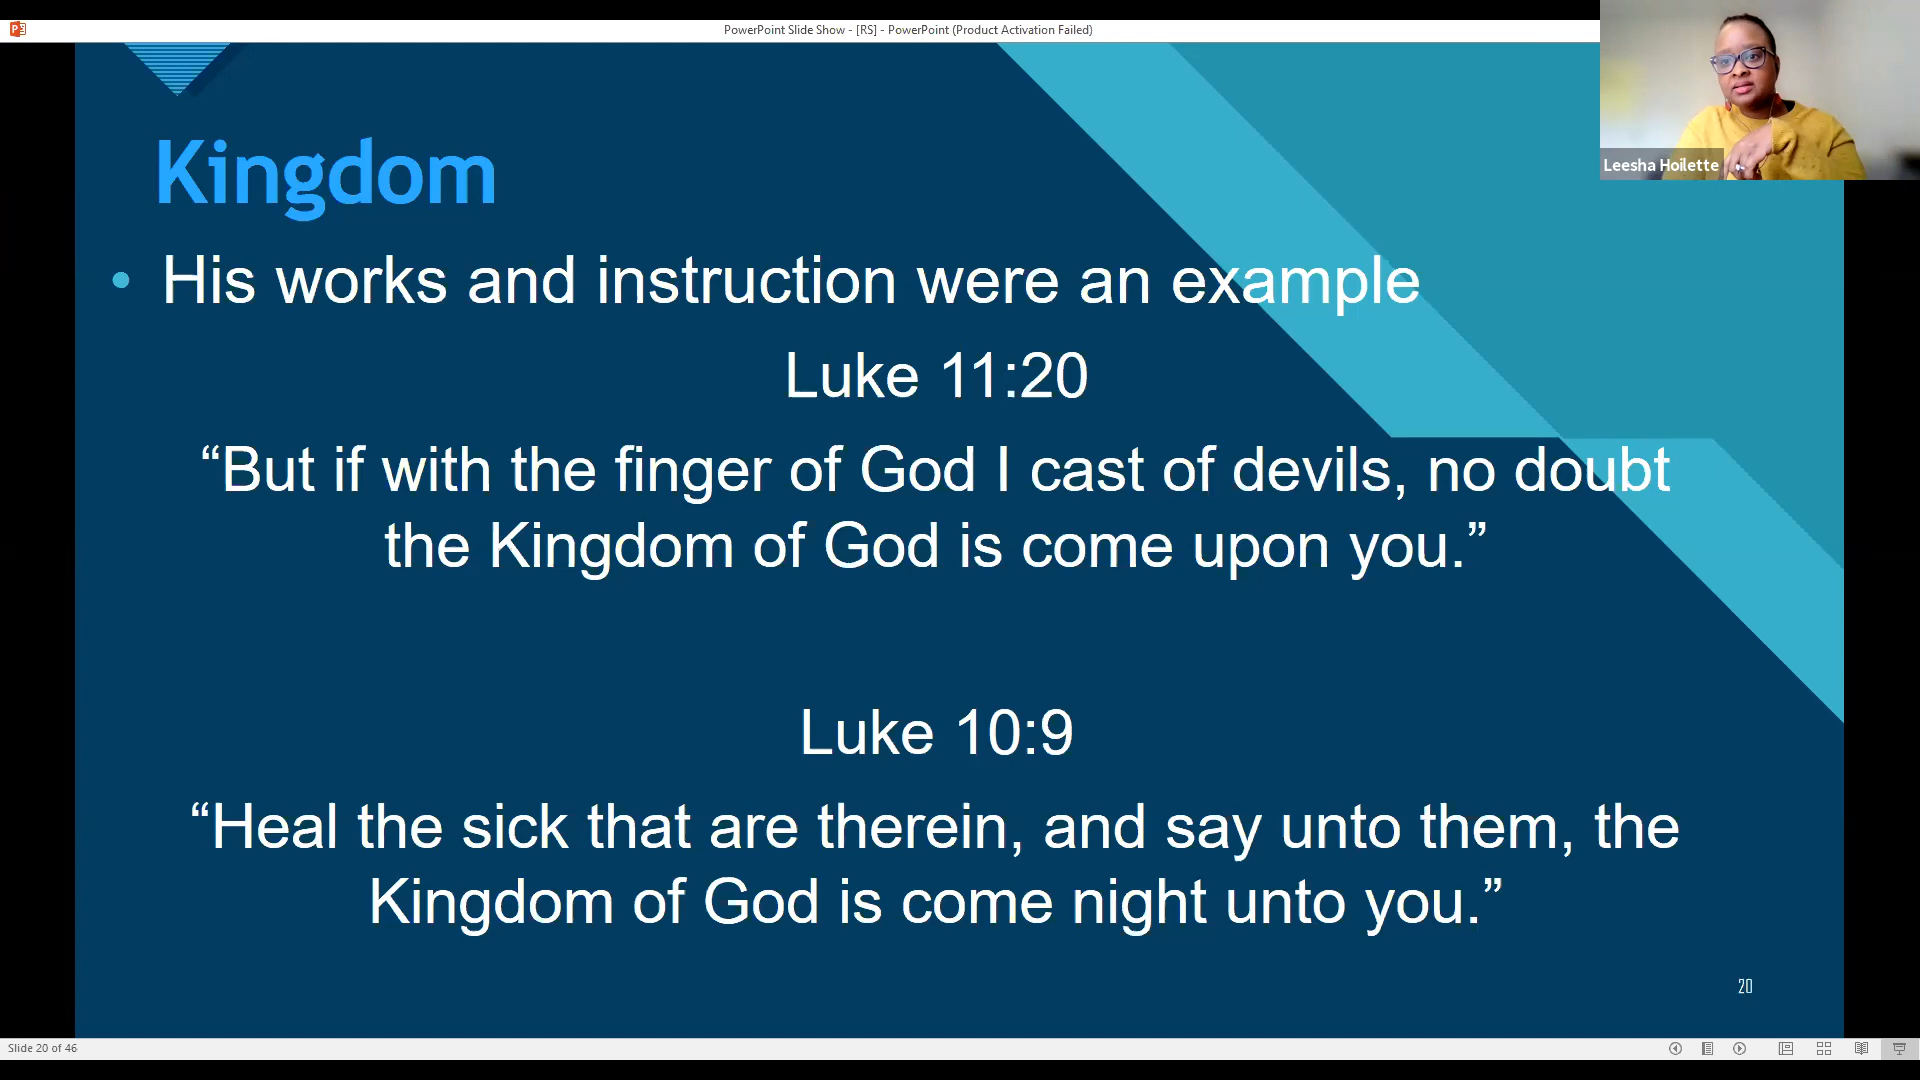 PowerPoint Slide Show - [RS] - PowerPoint (Product Activation Failed)
Leesha Hoilette
Kingdom
• His works and instruction were an example
Luke 11:20
“But if with the finger of God I cast of devils, no doubt
the Kingdom of God is come upon you.”
Luke 10:9
“Heal the sick that are therein, and say unto them, the
Kingdom of God is come night unto you.”
20
Slide 20 of 46